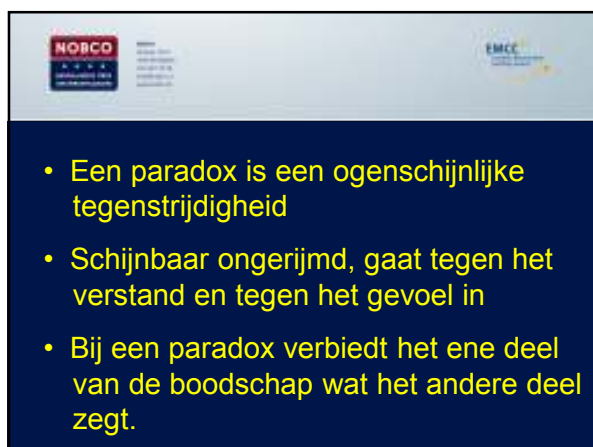 NOBCO
EMCC
• Een paradox is een ogenschijnlijke
tegenstrijdigheid
• Schijnbaar ongerijmd, gaat tegen het
verstand en tegen het gevoel in
• Bij een paradox verbiedt het ene deel
van de boodschap wat het andere deel
zegt.